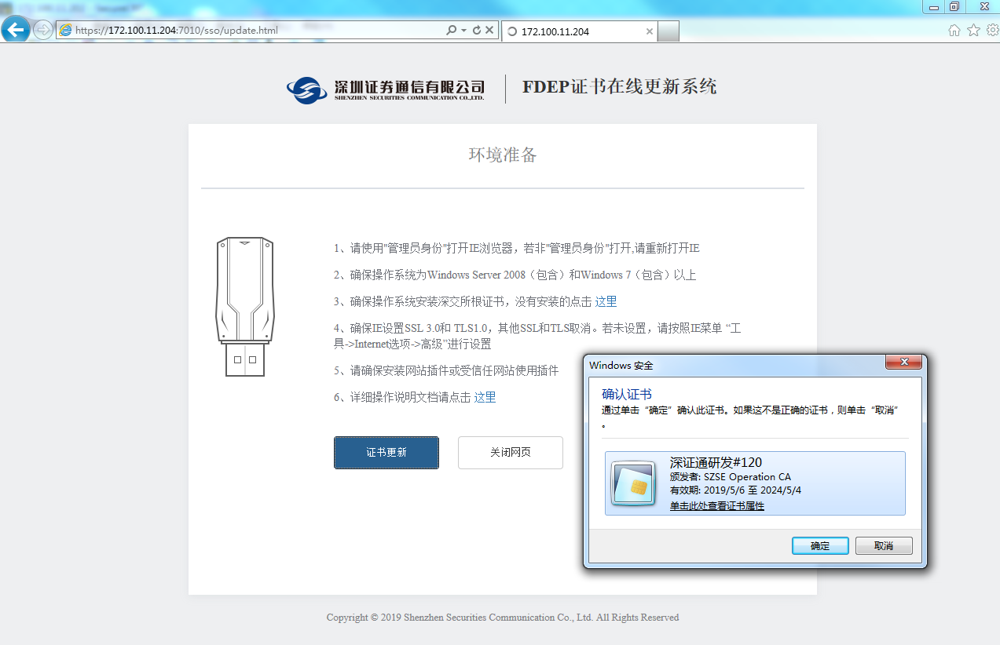 https://172.100.11.204:7010/sso/update.html
172.100.11.204
深圳证券通信有限公司
SHENZHEN SECURITIES COMMUNICATION CO.,LTD.
FDEP证书在线更新系统
环境准备
1、请使用"管理员身份"打开IE浏览器，若非"管理员身份"打开,请重新打开IE
2、确保操作系统为Windows Server 2008（包含）和Windows 7（包含）以上
3、确保操作系统安装深交所根证书，没有安装的点击 这里
4、确保IE设置SSL 3.0和 TLS1.0，其他SSL和TLS取消。若未设置，请按照IE菜单 “工
具->Internet选项->高级”进行设置
5、请确保安装网站插件或受信任网站使用插件
6、详细操作说明文档请点击 这里
证书更新
关闭网页
Windows 安全
确认证书
通过单击“确定”确认此证书。如果这不是正确的证书，则单击“取消”
。
深证通研发#120
颁发者: SZSE Operation CA
有效期: 2019/5/6 至 2024/5/4
单击此处查看证书属性
确定
取消
Copyright © 2019 Shenzhen Securities Communication Co., Ltd. All Rights Reserved